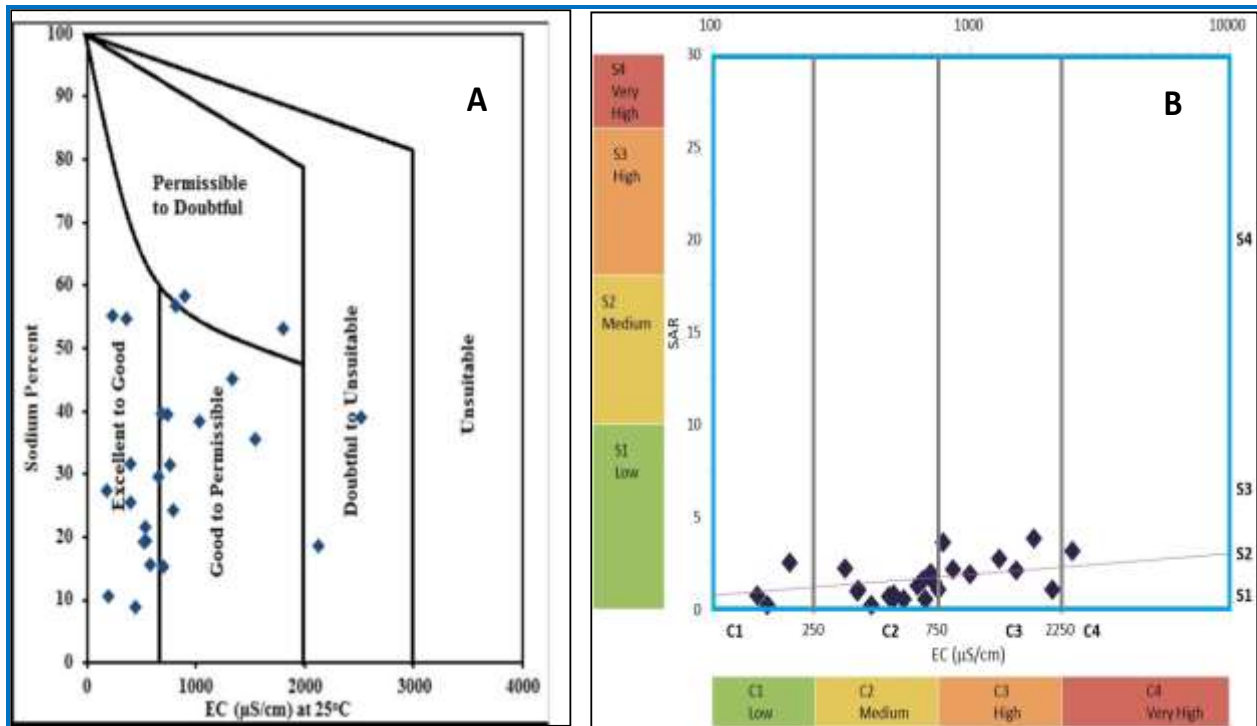 A
100
90
80
70
60
50
40
30
20
10
0
Sodium Percent
Permissible
to Doubtful
Excellent to Good
Good to Permissible
Doubtful to Unsuitable
Unsuitable
0
1000
2000
3000
4000
EC (µS/cm) at 25°C
B
100
1000
10000
S4
Very
High
S3
High
S2
Medium
S1
Low
30
25
20
15
10
5
0
SAR
S4
S3
S2
S1
C1
250
C2
750
C3
2250
C4
EC (µS/cm)
C1
Low
C2
Medium
C3
High
C4
Very High